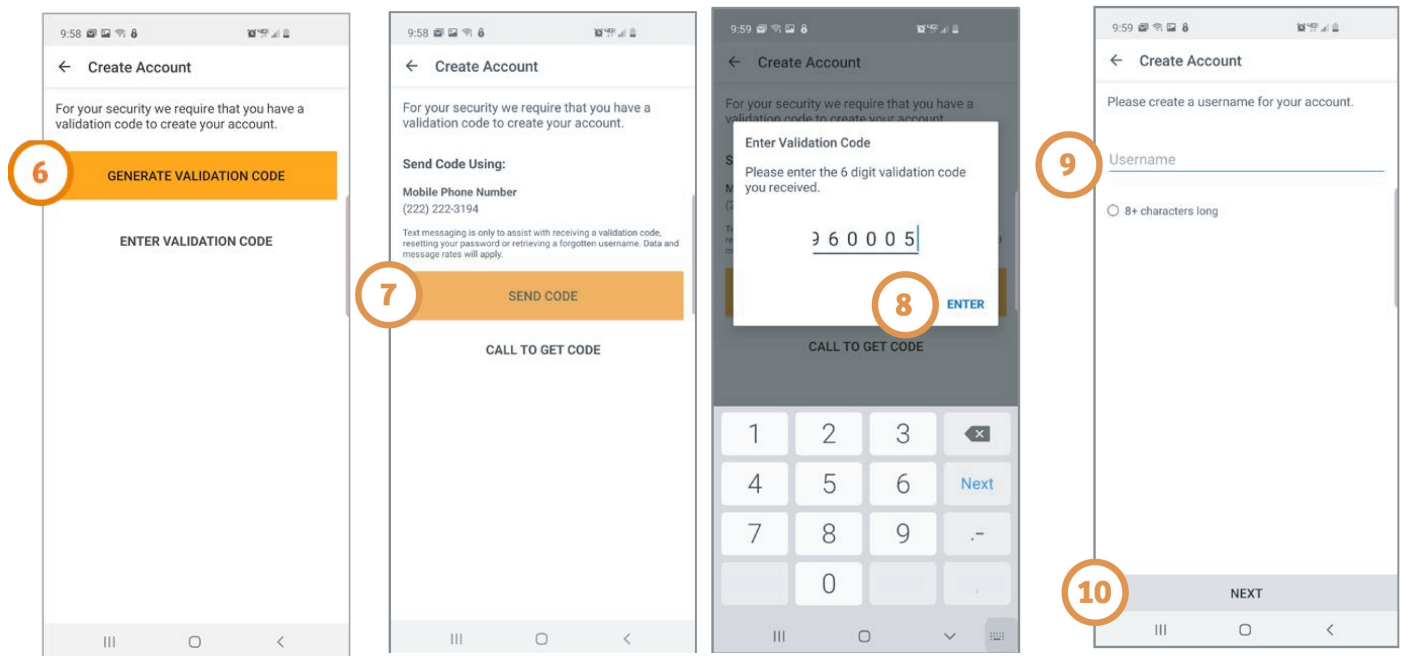 9:58
Create Account
For your security we require that you have a
validation code to create your account.
6
GENERATE VALIDATION CODE
ENTER VALIDATION CODE
9:58
Create Account
For your security we require that you have a
validation code to create your account.
Send Code Using:
Mobile Phone Number
(222) 222-3194
Text messaging is only to assist with receiving a validation code,
resetting your password or retrieving a forgotten username. Data and
message rates will apply.
7
SEND CODE
CALL TO GET CODE
9:59
Create Account
For your security we require that you have a
validation code to create your account.
Enter Validation Code
Please enter the 6 digit validation code
you received.
960005
8
ENTER
CALL TO GET CODE
1 2 3
4 5 6 Next
7 8 9 .-
0 ,
9:59
Create Account
Please create a username for your account.
9
Username
8+ characters long
10
NEXT